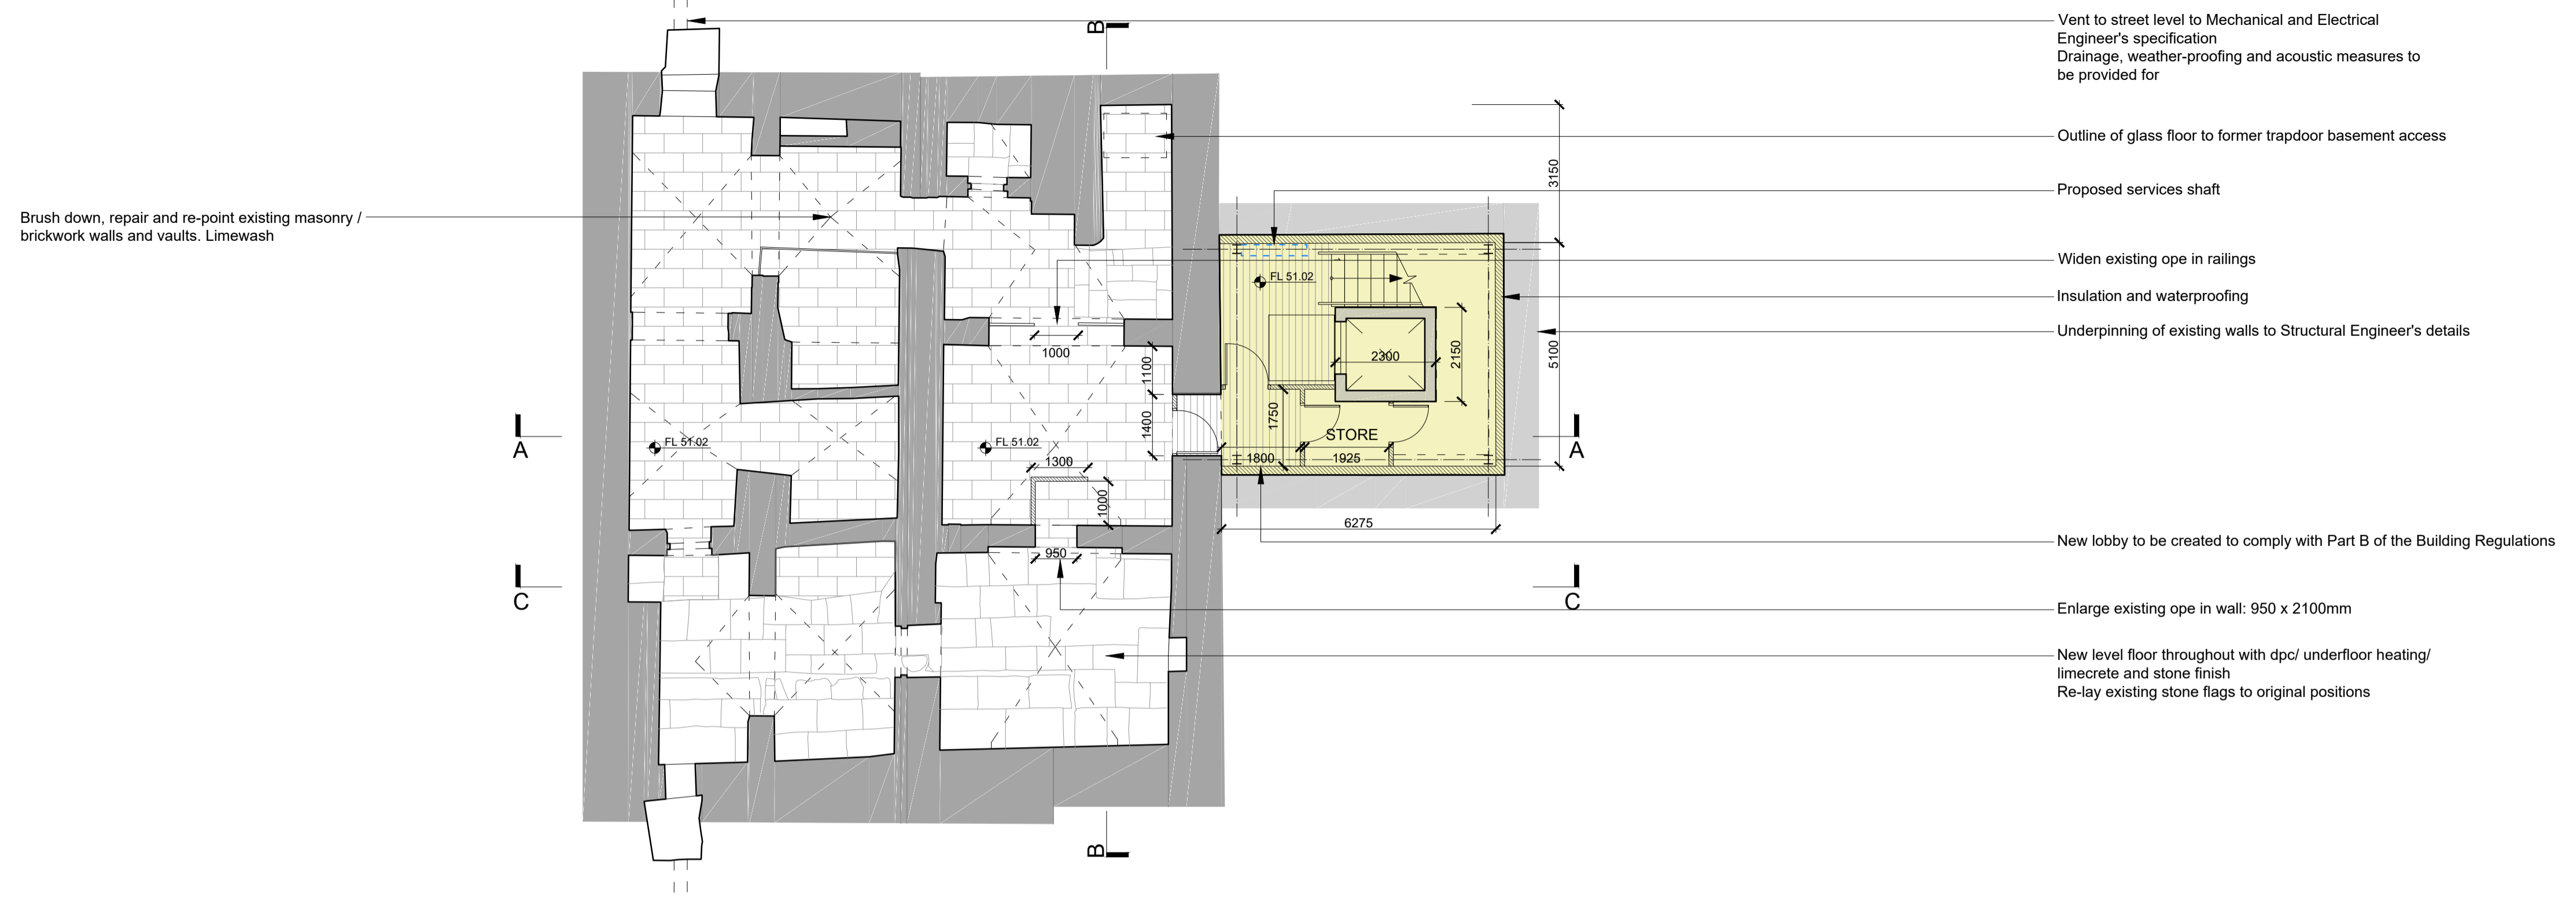 Vent to street level to Mechanical and Electrical
Engineer's specification
Drainage, weather-proofing and acoustic measures to
be provided for
B
Outline of glass floor to former trapdoor basement access
3150
Proposed services shaft
Brush down, repair and re-point existing masonry /
brickwork walls and vaults. Limewash
Widen existing ope in railings
FL 51.02
Insulation and waterproofing
Underpinning of existing walls to Structural Engineer's details
1000
2300
2150
5100
1100
1400
1750
A
FL 51.02
FL 51.02
STORE
A
1300
1800
1925
1000
6275
New lobby to be created to comply with Part B of the Building Regulations
950
C
C
Enlarge existing ope in wall: 950 x 2100mm
New level floor throughout with dpc/ underfloor heating/
limecrete and stone finish
Re-lay existing stone flags to original positions
B